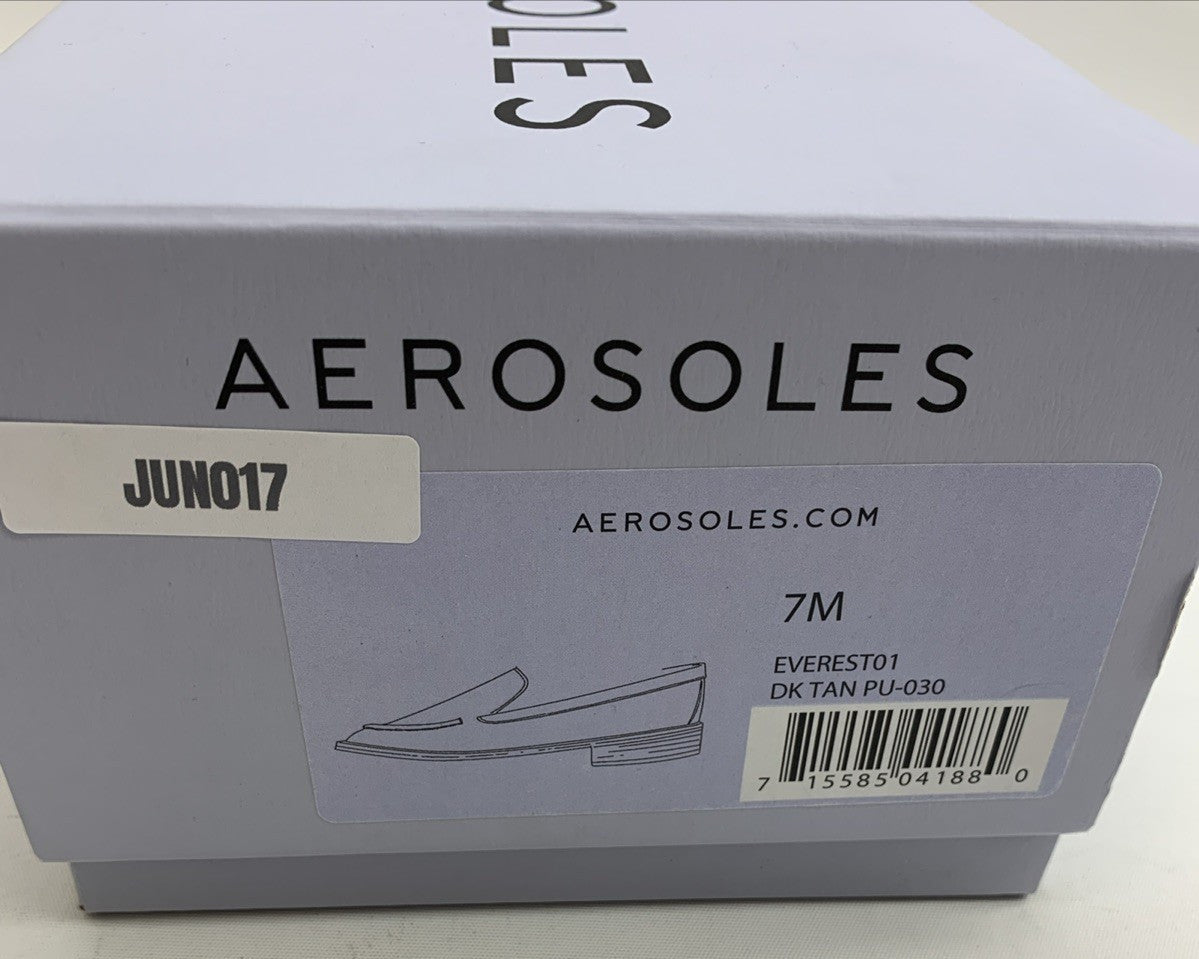 OLES
AEROSOLES
JUN017
AEROSOLES.COM
7M
EVEREST01
DK TAN PU-030
7 15585 04188 0